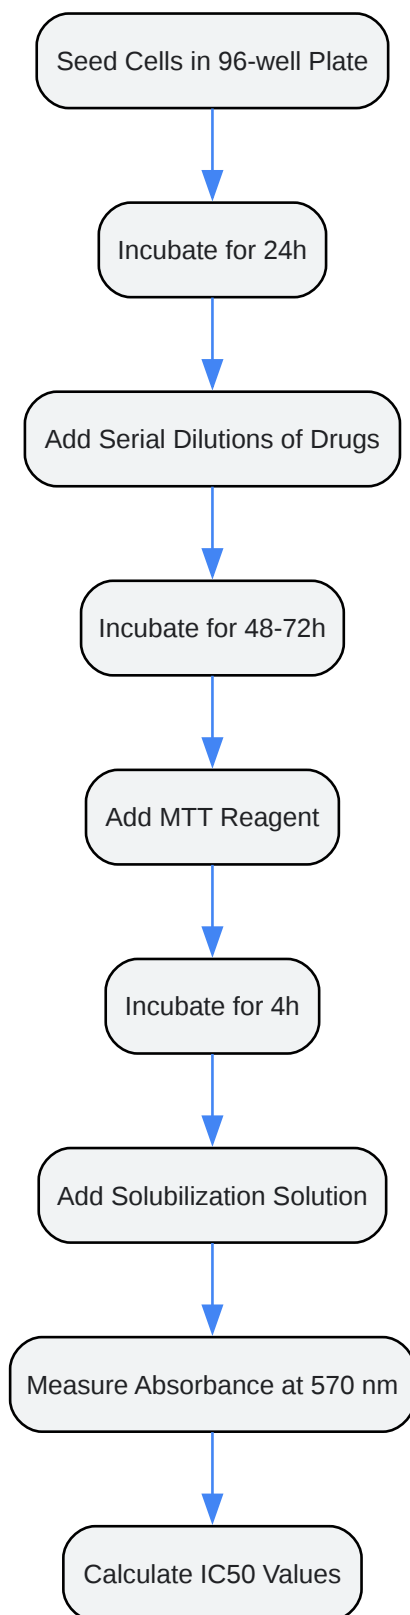 Seed Cells in 96-well Plate
Incubate for 24h
Add Serial Dilutions of Drugs
Incubate for 48-72h
Add MTT Reagent
Incubate for 4h
Add Solubilization Solution
Measure Absorbance at 570 nm
Calculate IC50 Values